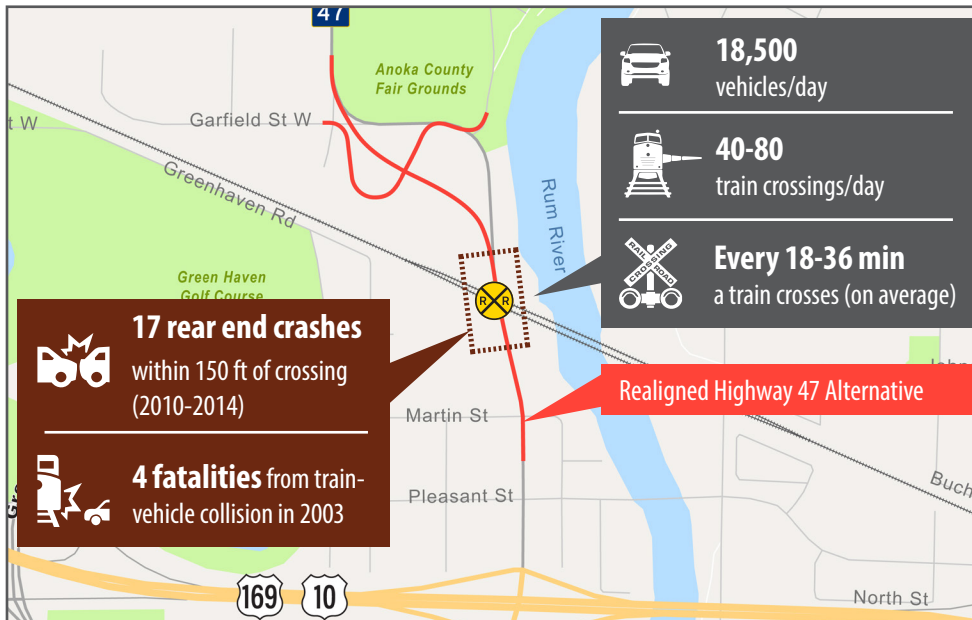 47
Anoka County
Fair Grounds
18,500
vehicles/day
Garfield St W
t W
40-80
train crossings/day
Greenhaven Rd
Rum River
RAIL ROAD
CROSSING
Every 18-36 min
a train crosses (on average)
Green Haven
Golf Course
R R
17 rear end crashes
within 150 ft of crossing
(2010-2014)
Realigned Highway 47 Alternative
Martin St
4 fatalities from train-
vehicle collision in 2003
Pleasant St
Buch
169
10
North St